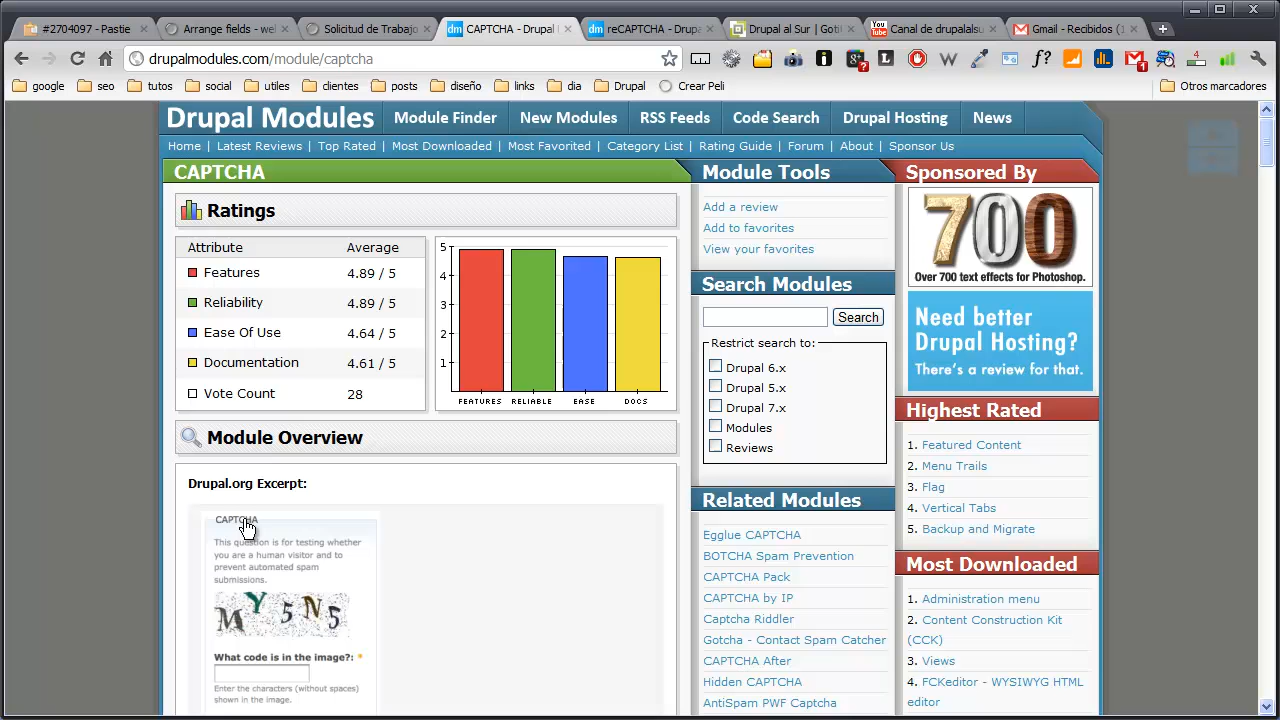 #2704097 - Pastie
Arrange fields - wel
Solicitud de Trabajo
CAPTCHA - Drupal
reCAPTCHA - Drupa
Drupal al Sur | Goti
Canal de drupalalsu
Gmail - Recibidos (1
drupalmodules.com/module/captcha
google
seo
tutos
social
utiles
clientes
posts
diseño
links
dia
Drupal
Crear Peli
Otros marcadores
Drupal Modules
Module Finder
New Modules
RSS Feeds
Code Search
Drupal Hosting
News
Home | Latest Reviews | Top Rated | Most Downloaded | Most Favorited | Category List | Rating Guide | Forum | About | Sponsor Us
CAPTCHA
Ratings
Attribute Average
Features 4.89 / 5
Reliability 4.89 / 5
Ease Of Use 4.64 / 5
Documentation 4.61 / 5
Vote Count 28
5
4
3
2
1
FEATURES RELIABLE EASE DOCS
Module Overview
Drupal.org Excerpt:
CAPTCHA
This question is for testing whether
you are a human visitor and to
prevent automated spam
submissions.
MY5N5
What code is in the image?: *
Enter the characters (without spaces)
shown in the image.
Module Tools
Add a review
Add to favorites
View your favorites
Search Modules
Search
Restrict search to:
Drupal 6.x
Drupal 5.x
Drupal 7.x
Modules
Reviews
Related Modules
Egglue CAPTCHA
BOTCHA Spam Prevention
CAPTCHA Pack
CAPTCHA by IP
Captcha Riddler
Gotcha - Contact Spam Catcher
CAPTCHA After
Hidden CAPTCHA
AntiSpam PWF Captcha
Sponsored By
700
Over 700 text effects for Photoshop.
Need better
Drupal Hosting?
There's a review for that.
Highest Rated
1. Featured Content
2. Menu Trails
3. Flag
4. Vertical Tabs
5. Backup and Migrate
Most Downloaded
1. Administration menu
2. Content Construction Kit
(CCK)
3. Views
4. FCKeditor - WYSIWYG HTML
editor